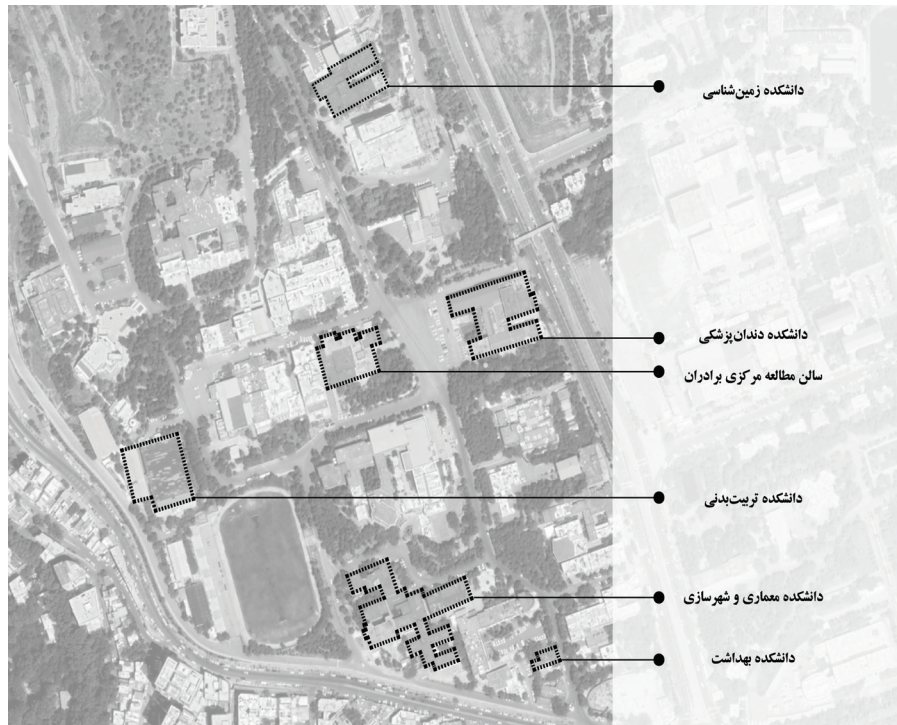 دانشکده زمین‌شناسی
دانشکده دندان‌پزشکی
سالن مطالعه مرکزی برادران
دانشکده تربیت‌بدنی
دانشکده معماری و شهرسازی
دانشکده بهداشت